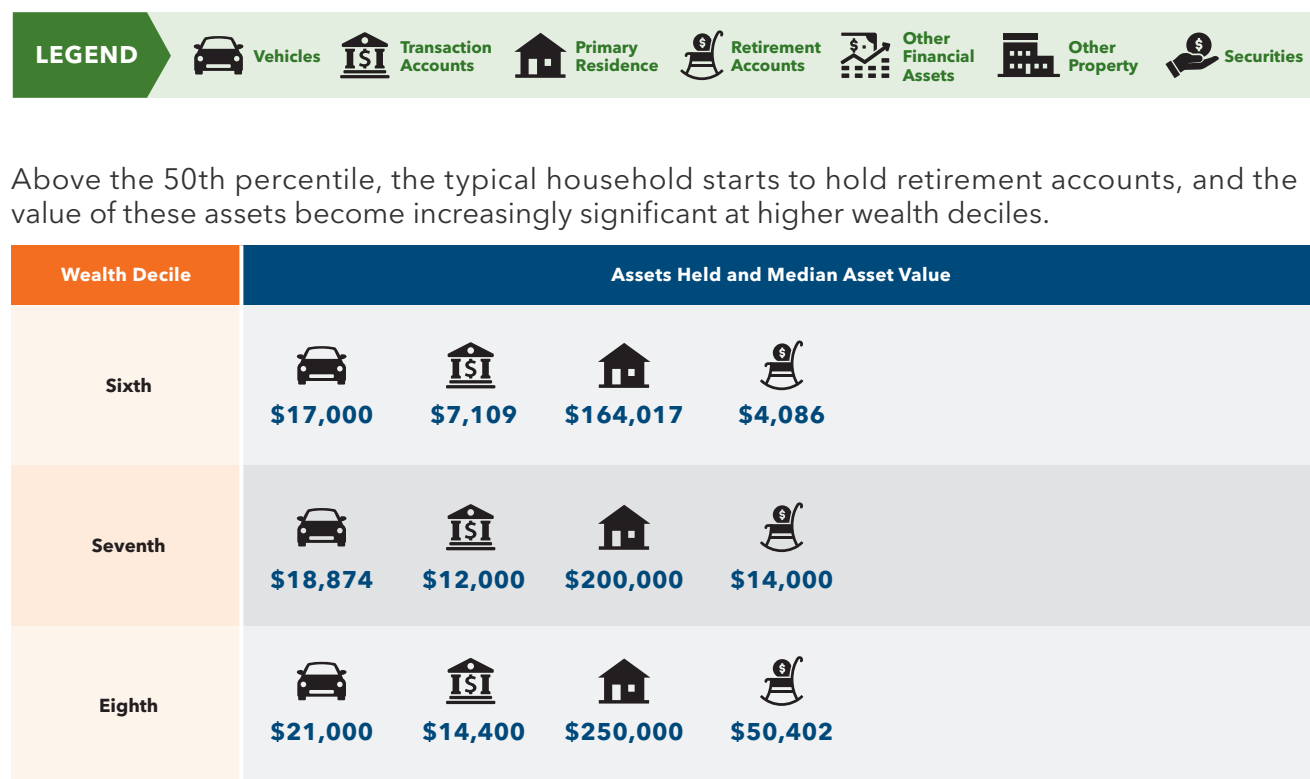 LEGEND
Vehicles
Transaction
Accounts
Primary
Residence
Retirement
Accounts
Other
Financial
Assets
Other
Property
Securities
Above the 50th percentile, the typical household starts to hold retirement accounts, and the
value of these assets become increasingly significant at higher wealth deciles.
Wealth Decile Assets Held and Median Asset Value
Sixth
$17,000 $7,109 $164,017 $4,086
Seventh
$18,874 $12,000 $200,000 $14,000
Eighth
$21,000 $14,400 $250,000 $50,402